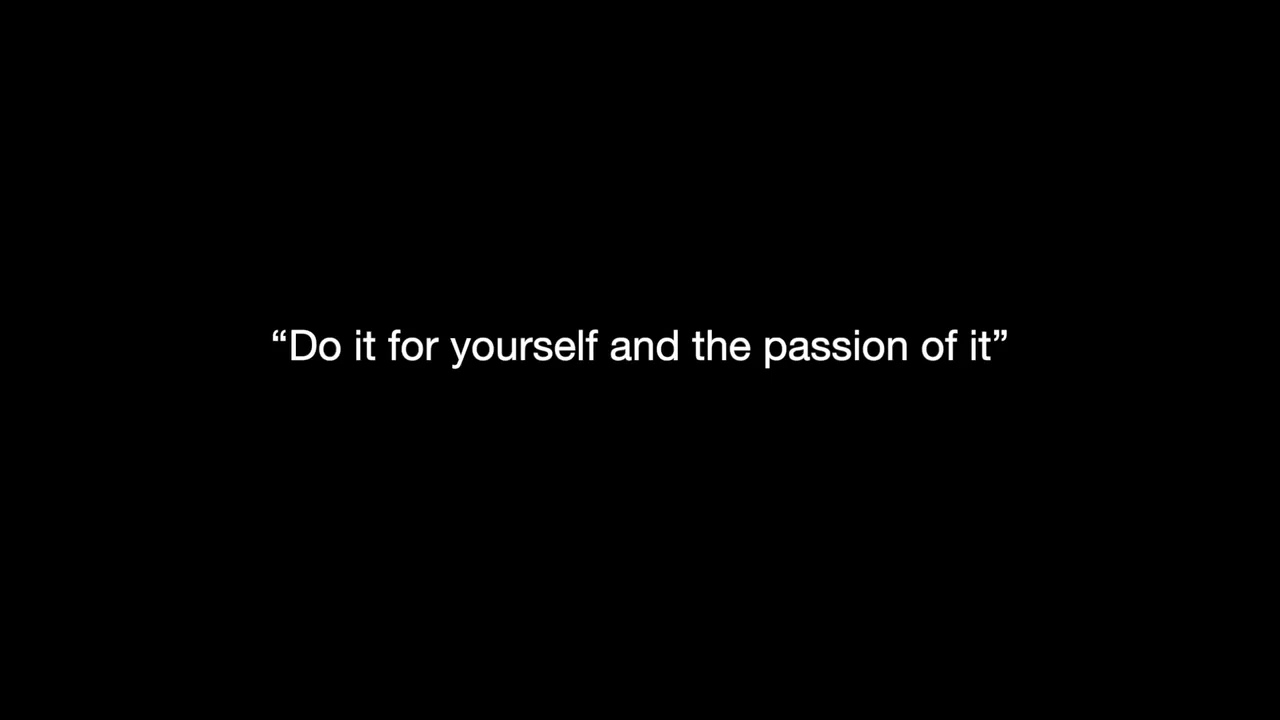 “Do it for yourself and the passion of it”